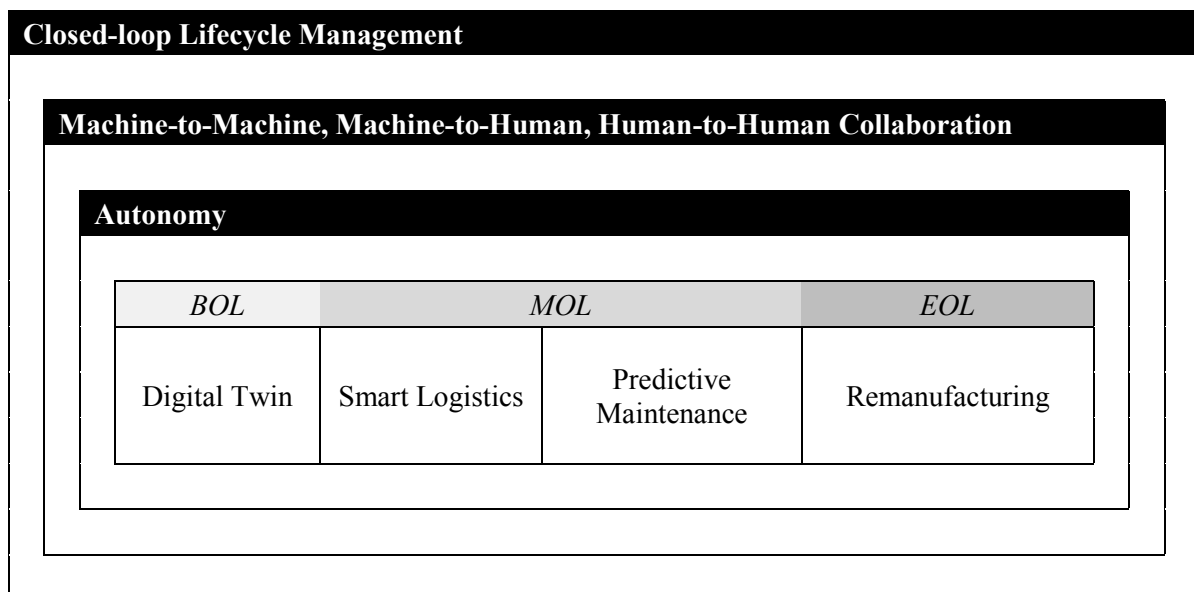 Closed-loop Lifecycle Management
Machine-to-Machine, Machine-to-Human, Human-to-Human Collaboration
Autonomy
BOL MOL EOL
Digital Twin
Smart Logistics
Predictive
Maintenance
Remanufacturing